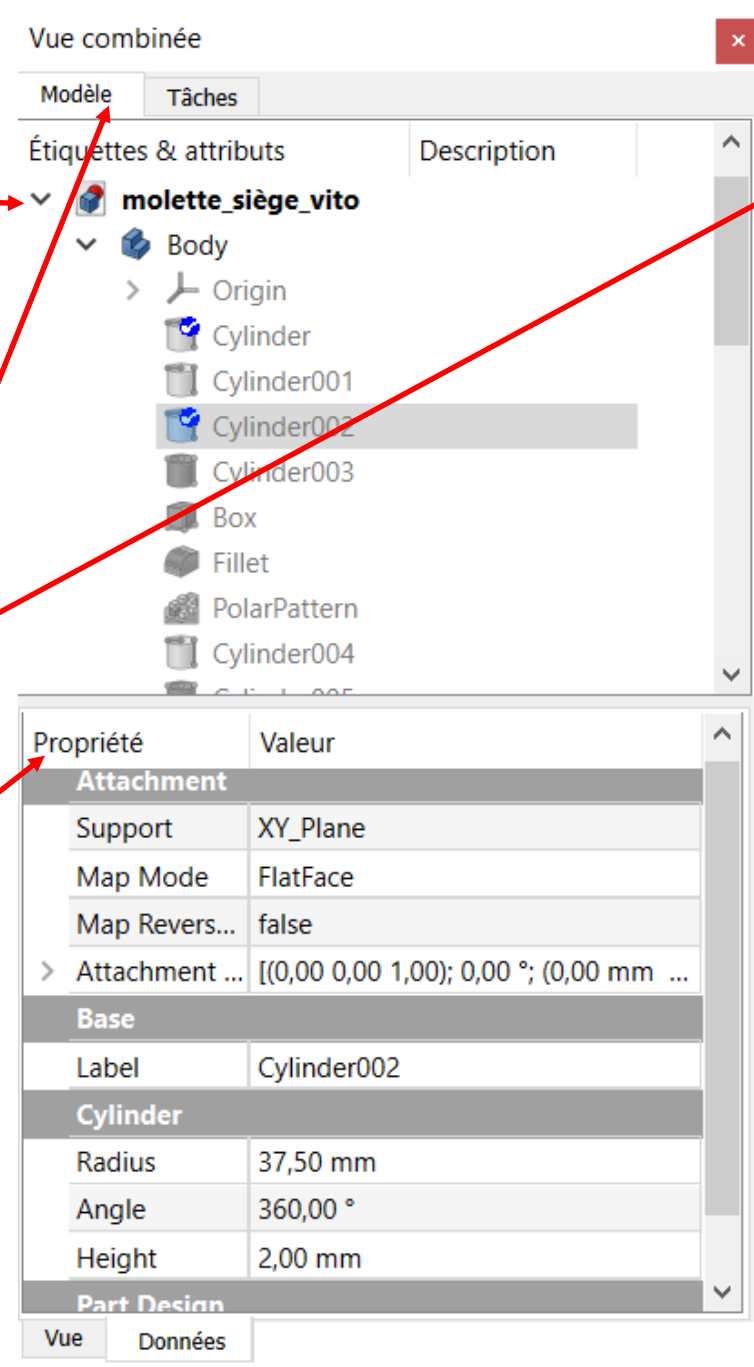 Vue combinée
Modèle Tâches
Étiquettes & attributs Description
molette_siège_vito
Body
Origin
Cylinder
Cylinder001
Cylinder002
Cylinder003
Box
Fillet
PolarPattern
Cylinder004
Propriété Valeur
Attachment
Support XY_Plane
Map Mode FlatFace
Map Revers... false
Attachment ... [(0,00 0,00 1,00); 0,00 °; (0,00 mm ...
Base
Label Cylinder002
Cylinder
Radius 37,50 mm
Angle 360,00 °
Height 2,00 mm
Part Design
Vue Données